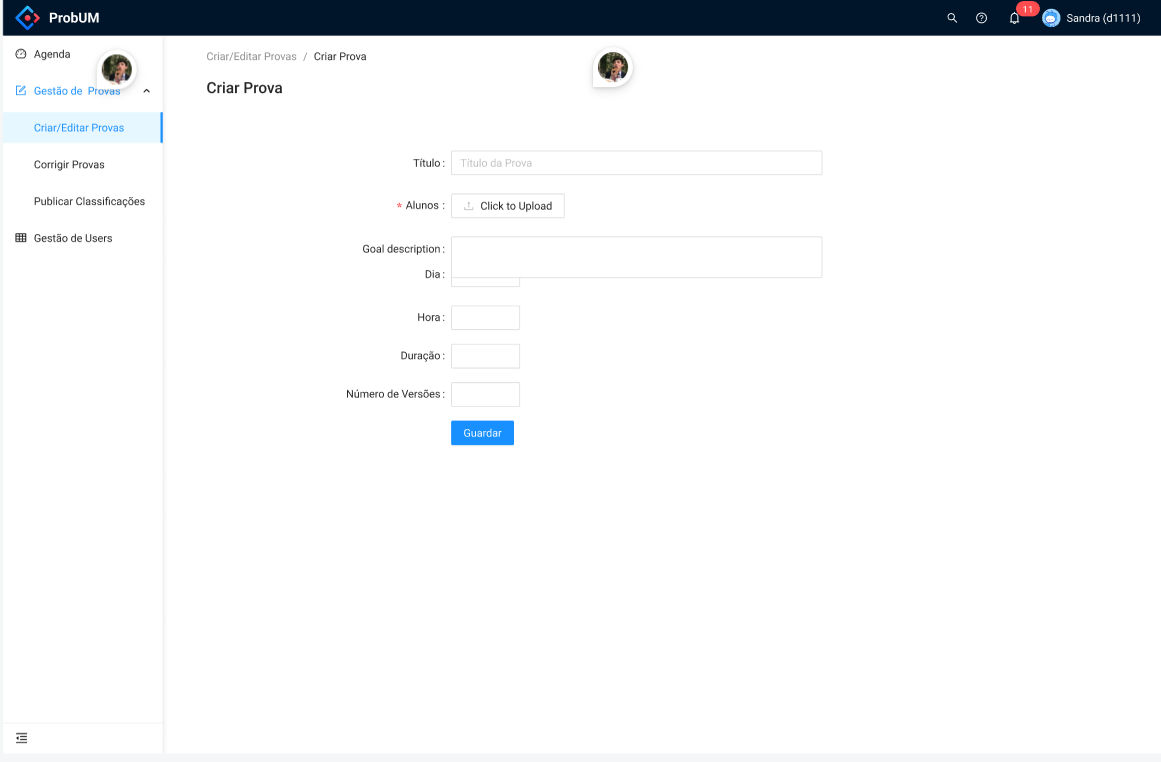 ProbUM
11
Sandra (d1111)
Agenda
Gestão de Provas
Criar/Editar Provas
Corrigir Provas
Publicar Classificações
Gestão de Users
Criar/Editar Provas / Criar Prova
Criar Prova
Título : Título da Prova
* Alunos : Click to Upload
Goal description :
Dia :
Hora :
Duração :
Número de Versões :
Guardar